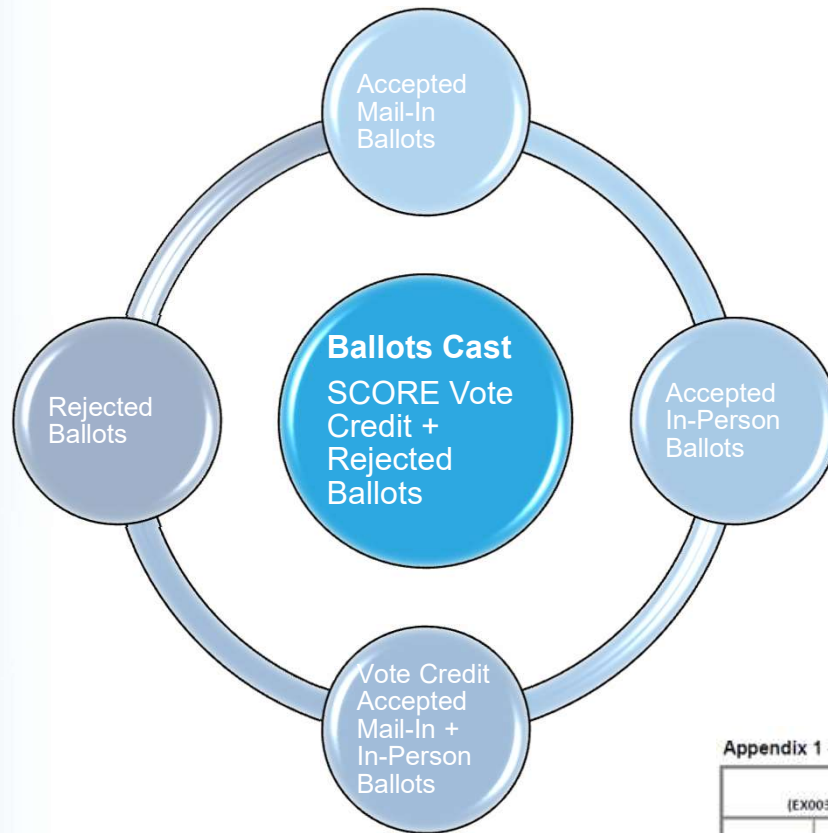 Accepted
Mail-In
Ballots
Ballots Cast
SCORE Vote
Credit +
Rejected
Ballots
Rejected
Ballots
Accepted
In-Person
Ballots
Vote Credit
Accepted
Mail-In +
In-Person
Ballots
Appendix 1